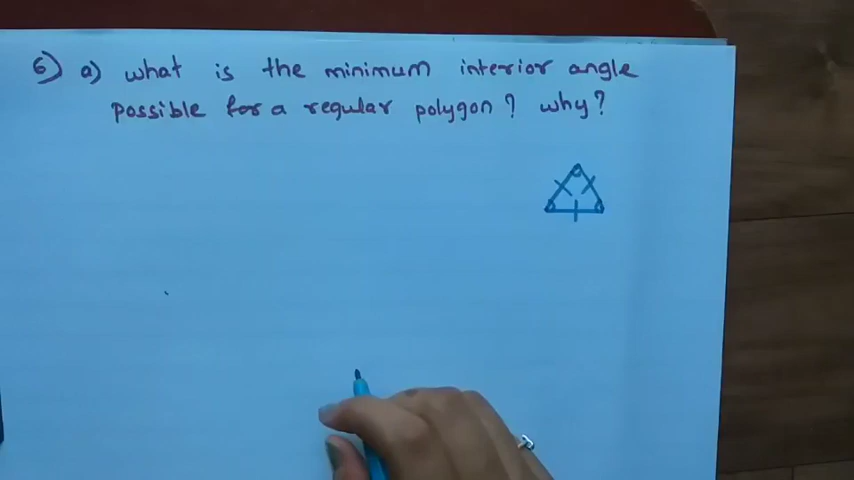 6) a) what is the minimum interior angle
possible for a regular polygon? why?